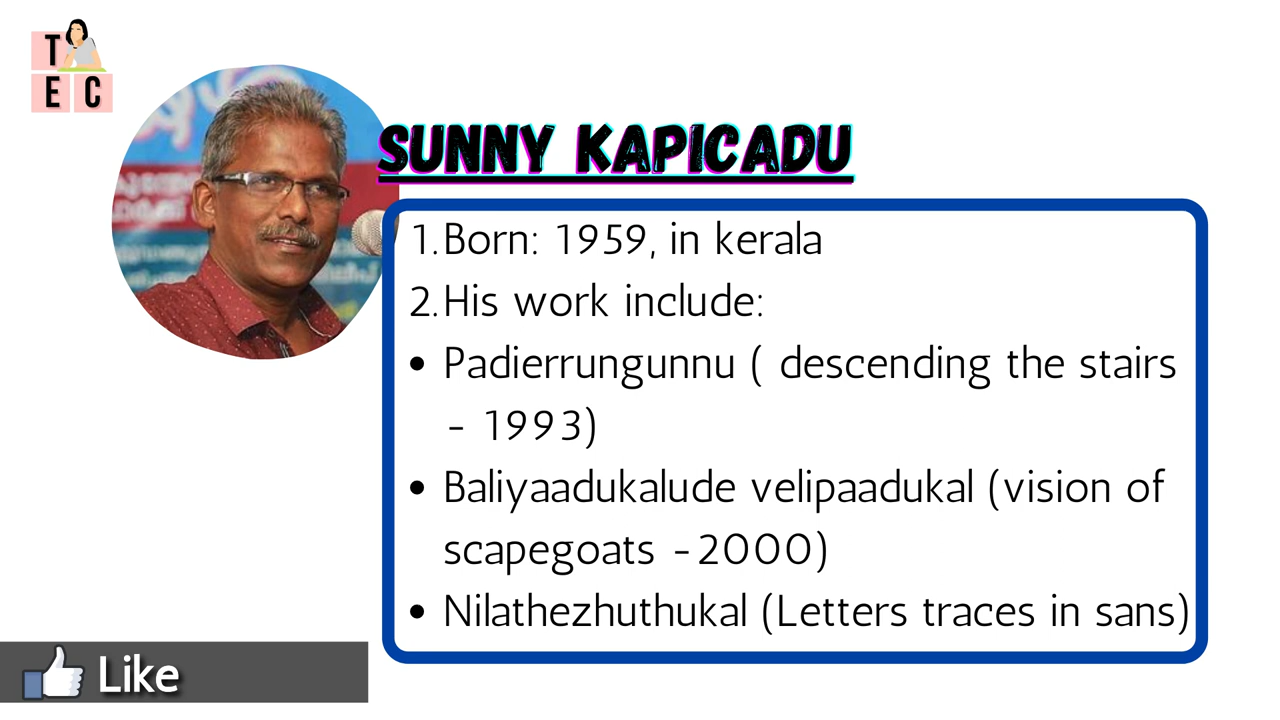 T
E C
SUNNY KAPICADU
1. Born: 1959, in kerala
2. His work include:
• Padierrungunnu ( descending the stairs
- 1993)
• Baliyaadukalude velipaadukal (vision of
scapegoats -2000)
• Nilathezhuthukal (Letters traces in sans)
Like